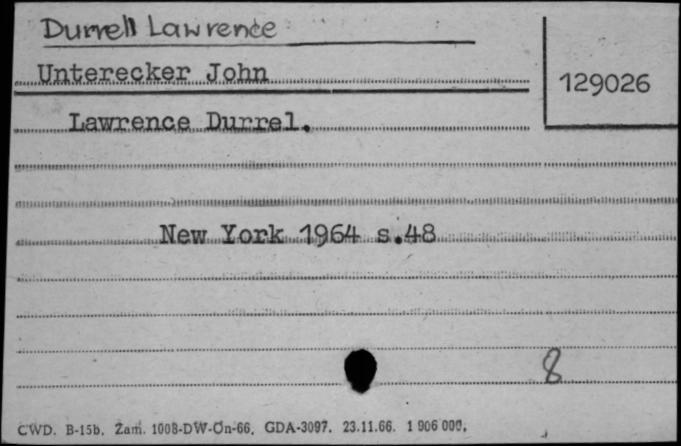 Durrell Lawrence
Unterecker John
129026
Lawrence Durrel.
New York 1964 s.48
8
CWD. B-15b. Zam. 1008-DW-On-66. GDA-3097. 23.11.66. 1 906 000.